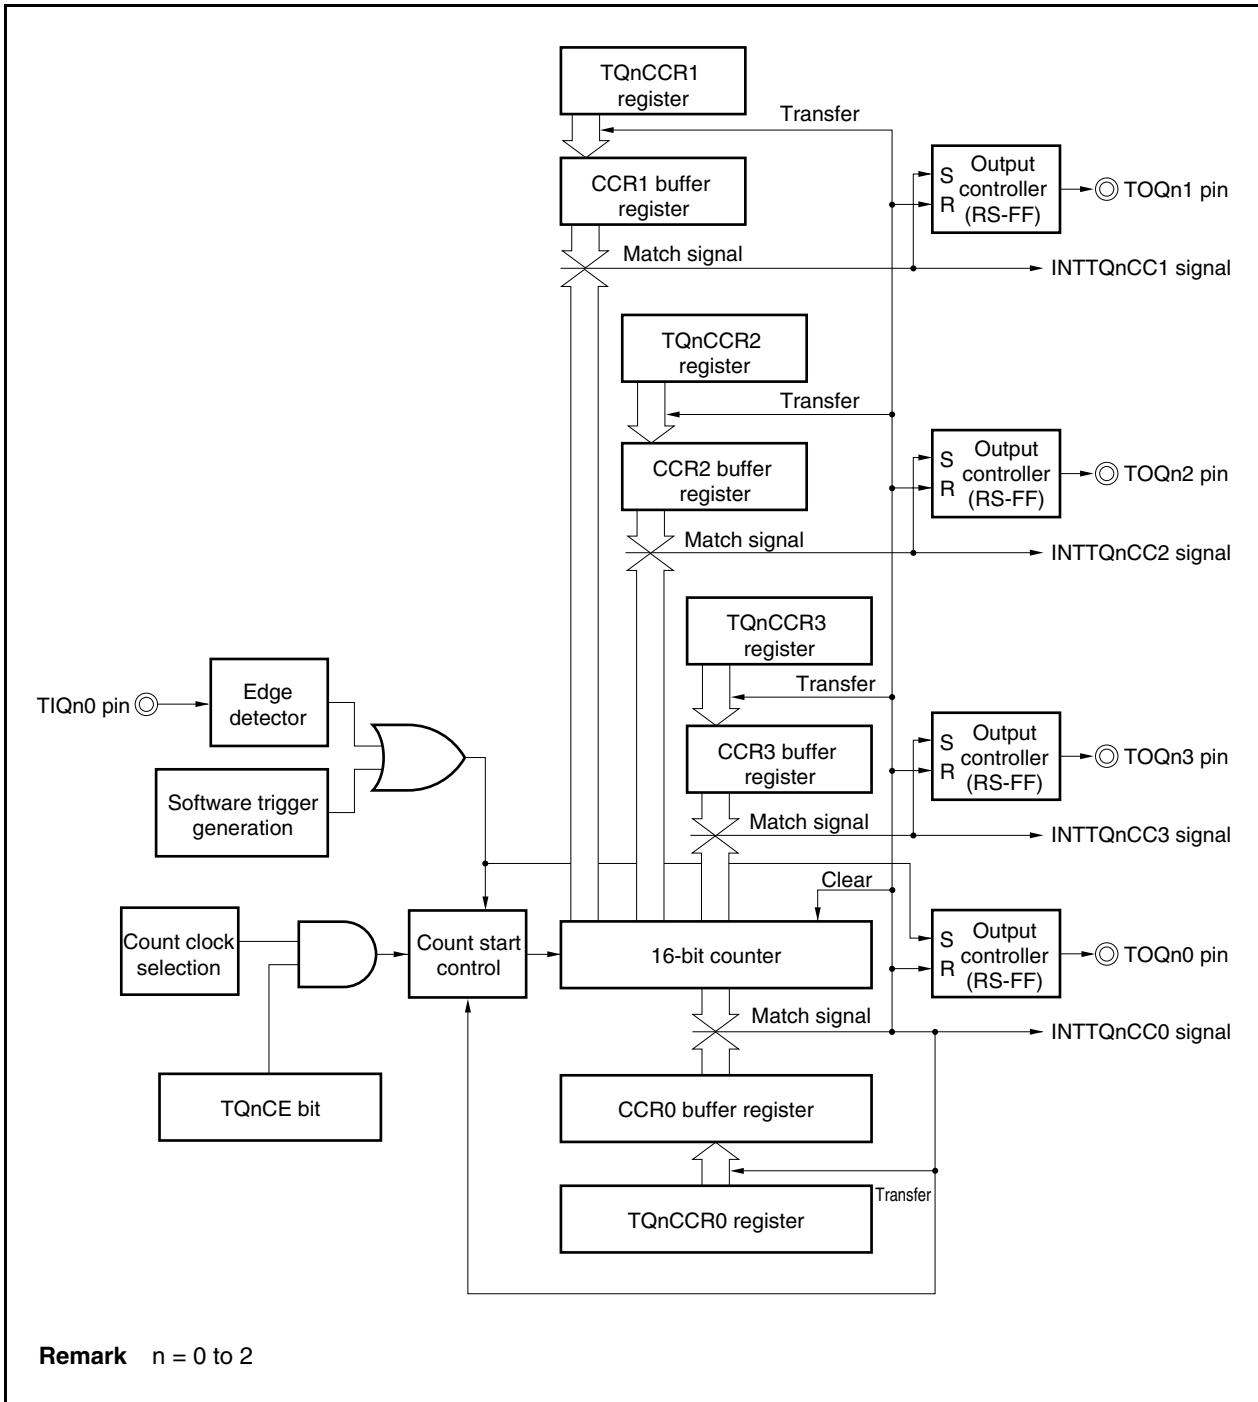 TQnCCR1
register
Transfer
CCR1 buffer
register
S
R
Output
controller
(RS-FF)
TOQn1 pin
Match signal
INTTQnCC1 signal
TQnCCR2
register
Transfer
CCR2 buffer
register
S
R
Output
controller
(RS-FF)
TOQn2 pin
Match signal
INTTQnCC2 signal
TQnCCR3
register
Transfer
TIQn0 pin
Edge
detector
CCR3 buffer
register
S
R
Output
controller
(RS-FF)
TOQn3 pin
Software trigger
generation
Match signal
INTTQnCC3 signal
Clear
Count clock
selection
Count start
control
16-bit counter
S
R
Output
controller
(RS-FF)
TOQn0 pin
Match signal
INTTQnCC0 signal
TQnCE bit
CCR0 buffer register
Transfer
TQnCCR0 register
Remark n = 0 to 2